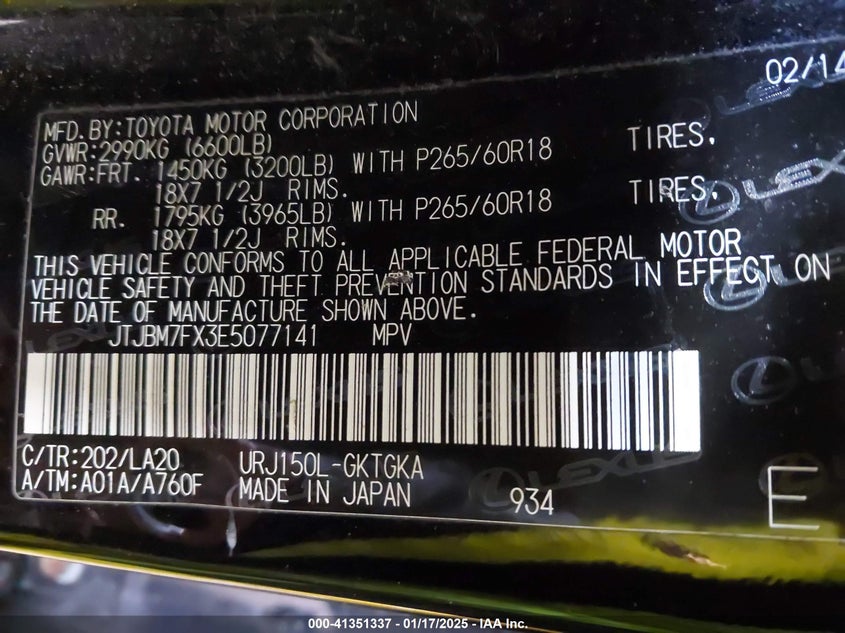 02/14
MFD.BY:TOYOTA MOTOR CORPORATION
GVWR:2990KG (6600LB)
GAWR:FRT. 1450KG (3200LB) WITH P265/60R18 TIRES.
18X7 1/2J RIMS.
RR. 1795KG (3965LB) WITH P265/60R18 TIRES.
18X7 1/2J RIMS.
THIS VEHICLE CONFORMS TO ALL APPLICABLE FEDERAL MOTOR
VEHICLE SAFETY AND THEFT PREVENTION STANDARDS IN EFFECT ON
THE DATE OF MANUFACTURE SHOWN ABOVE.
JTJBM7FX3E5077141 MPV
C/TR:202/LA20 URJ150L-GKTGKA
A/TM:A01A/A760F MADE IN JAPAN 934
E
LEXUS
000-41351337 - 01/17/2025 - IAA Inc.